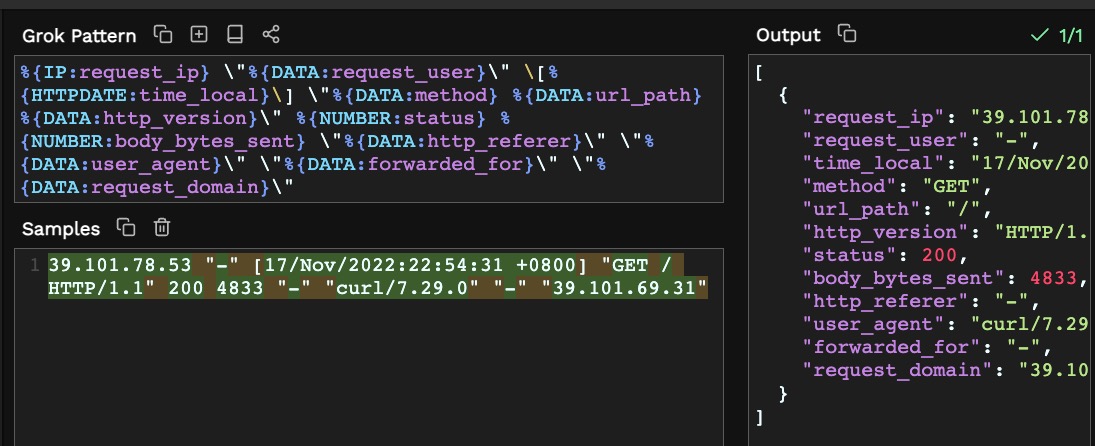 Grok Pattern
%{IP:request_ip} \"%{DATA:request_user}\" \[%
{HTTPDATE:time_local}\] \"%{DATA:method} %{DATA:url_path}
%{DATA:http_version}\" %{NUMBER:status} %
{NUMBER:body_bytes_sent} \"%{DATA:http_referer}\" \"%
{DATA:user_agent}\" \"%{DATA:forwarded_for}\" \"%
{DATA:request_domain}\"
Samples
1 39.101.78.53 "-" [17/Nov/2022:22:54:31 +0800] "GET /
HTTP/1.1" 200 4833 "-" "curl/7.29.0" "-" "39.101.69.31"
Output
1/1
[
{
"request_ip": "39.101.78
"request_user": "-",
"time_local": "17/Nov/20
"method": "GET",
"url_path": "/",
"http_version": "HTTP/1.
"status": 200,
"body_bytes_sent": 4833,
"http_referer": "-",
"user_agent": "curl/7.29
"forwarded_for": "-",
"request_domain": "39.10
}
]